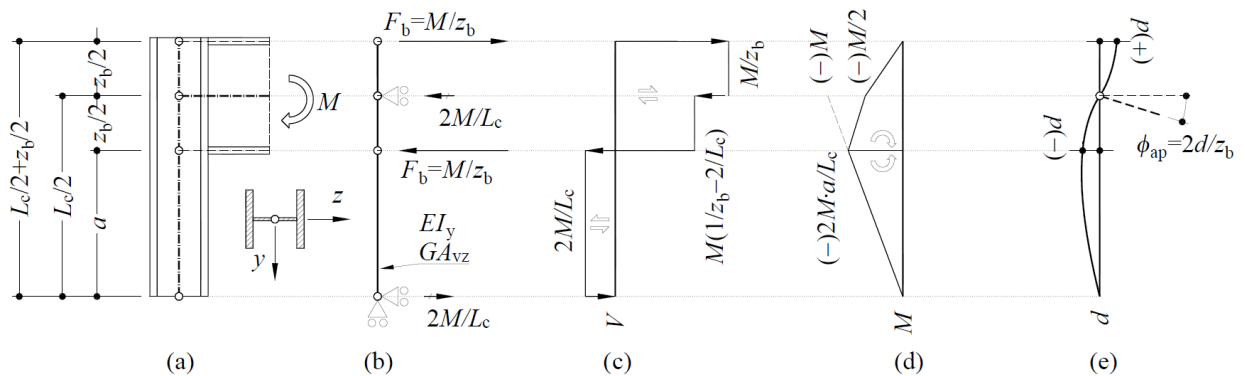 L_c/2+z_b/2
L_c/2
z_b/2
z_b/2
a
M
z
y
(a)
F_b=M/z_b
2M/L_c
F_b=M/z_b
EI_y
GA_vz
2M/L_c
(b)
M/z_b
M(1/z_b−2/L_c)
2M/L_c
V
(c)
(−)M
(−)M/2
(−)2M·a/L_c
M
(d)
(+)d
(−)d
ϕ_ap=2d/z_b
d
(e)